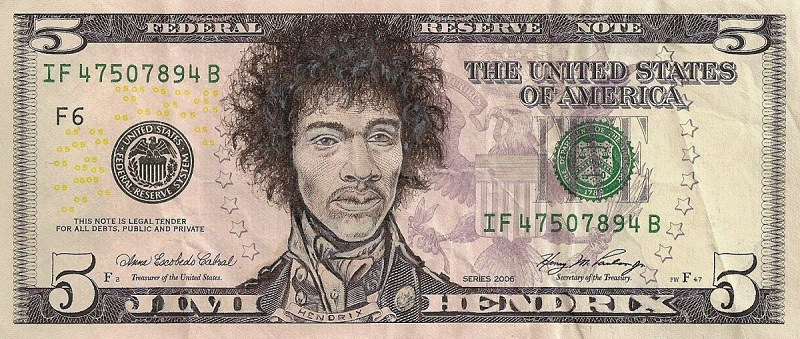 5 FEDERAL RESERVE NOTE 5
IF 47507894 B
THE UNITED STATES
OF AMERICA
F6
UNITED STATES
FEDERAL RESERVE SYSTEM
THIS NOTE IS LEGAL TENDER
FOR ALL DEBTS, PUBLIC AND PRIVATE
IF 47507894 B
Anna Escobedo Cabral
Treasurer of the United States.
F 2
SERIES 2006
Secretary of the Treasury.
FW F 47
HENDRIX
5 JIMI HENDRIX 5